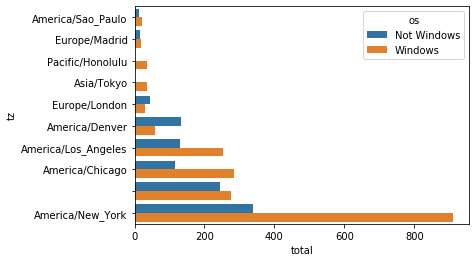 os
Not Windows
Windows
America/Sao_Paulo
Europe/Madrid
Pacific/Honolulu
Asia/Tokyo
Europe/London
America/Denver
America/Los_Angeles
America/Chicago
America/New_York
tz
0 200 400 600 800
total